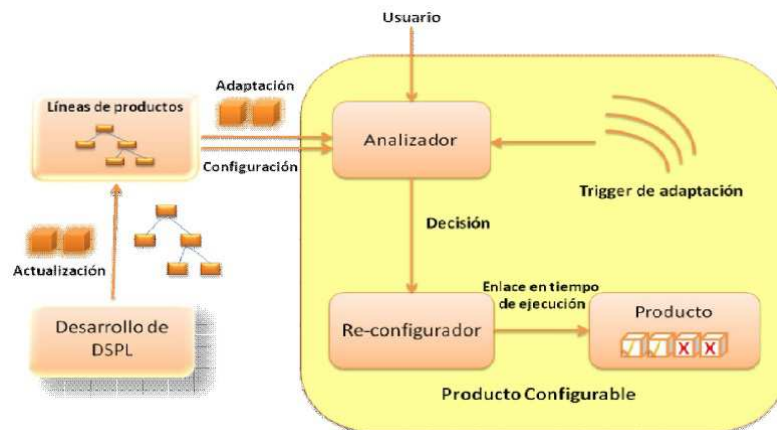 Usuario
Adaptación
Líneas de productos
Analizador
Configuración
Trigger de adaptación
Decisión
Actualización
Enlace en tiempo
de ejecución
Desarrollo de
DSPL
Re-configurador
Producto
Producto Configurable